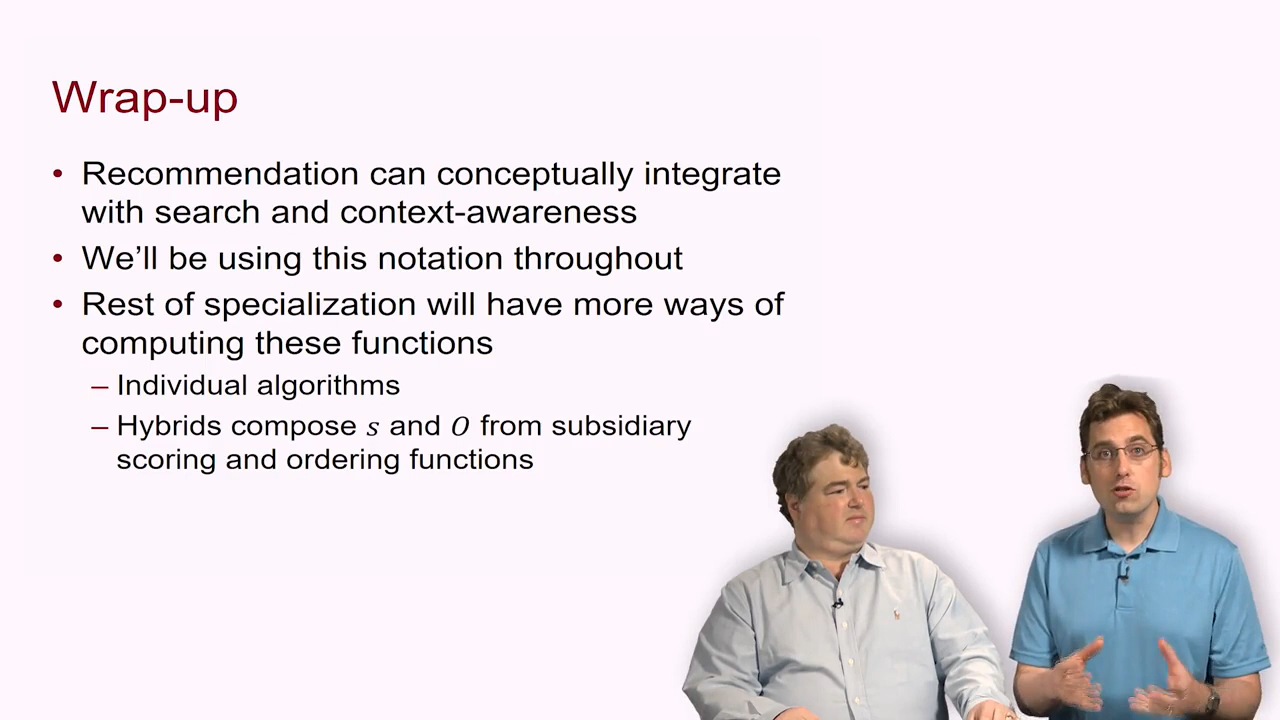 Wrap-up
• Recommendation can conceptually integrate
with search and context-awareness
• We’ll be using this notation throughout
• Rest of specialization will have more ways of
computing these functions
– Individual algorithms
– Hybrids compose s and O from subsidiary
scoring and ordering functions